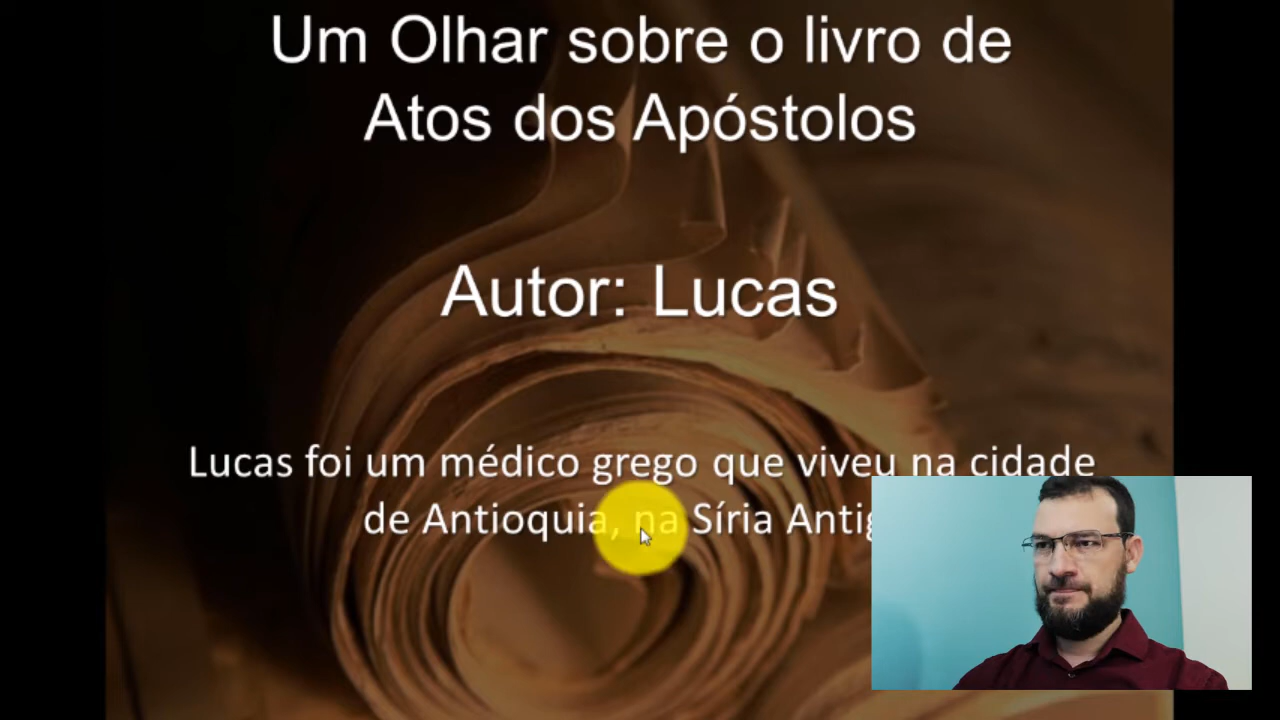 Um Olhar sobre o livro de
Atos dos Apóstolos
Autor: Lucas
Lucas foi um médico grego que viveu na cidade
de Antioquia, na Síria